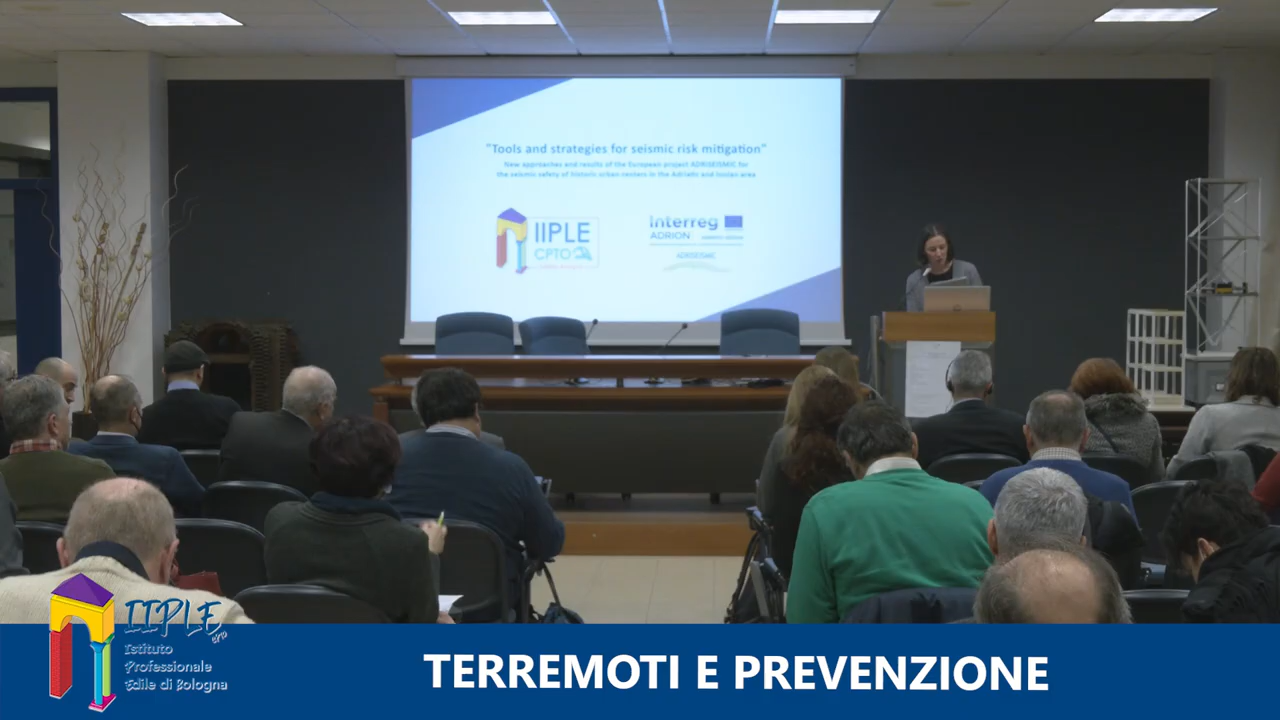 "Tools and strategies for seismic risk mitigation"
New approaches and results of the European project ADRISEISMIC for
the seismic safety of historic urban centers in the Adriatic and Ionian area
IIPLE
CPTO
Interreg
ADRION
ADRISEISMIC
IIPLE
cpto
Istituto
Professionale
Edile di Bologna
TERREMOTI E PREVENZIONE